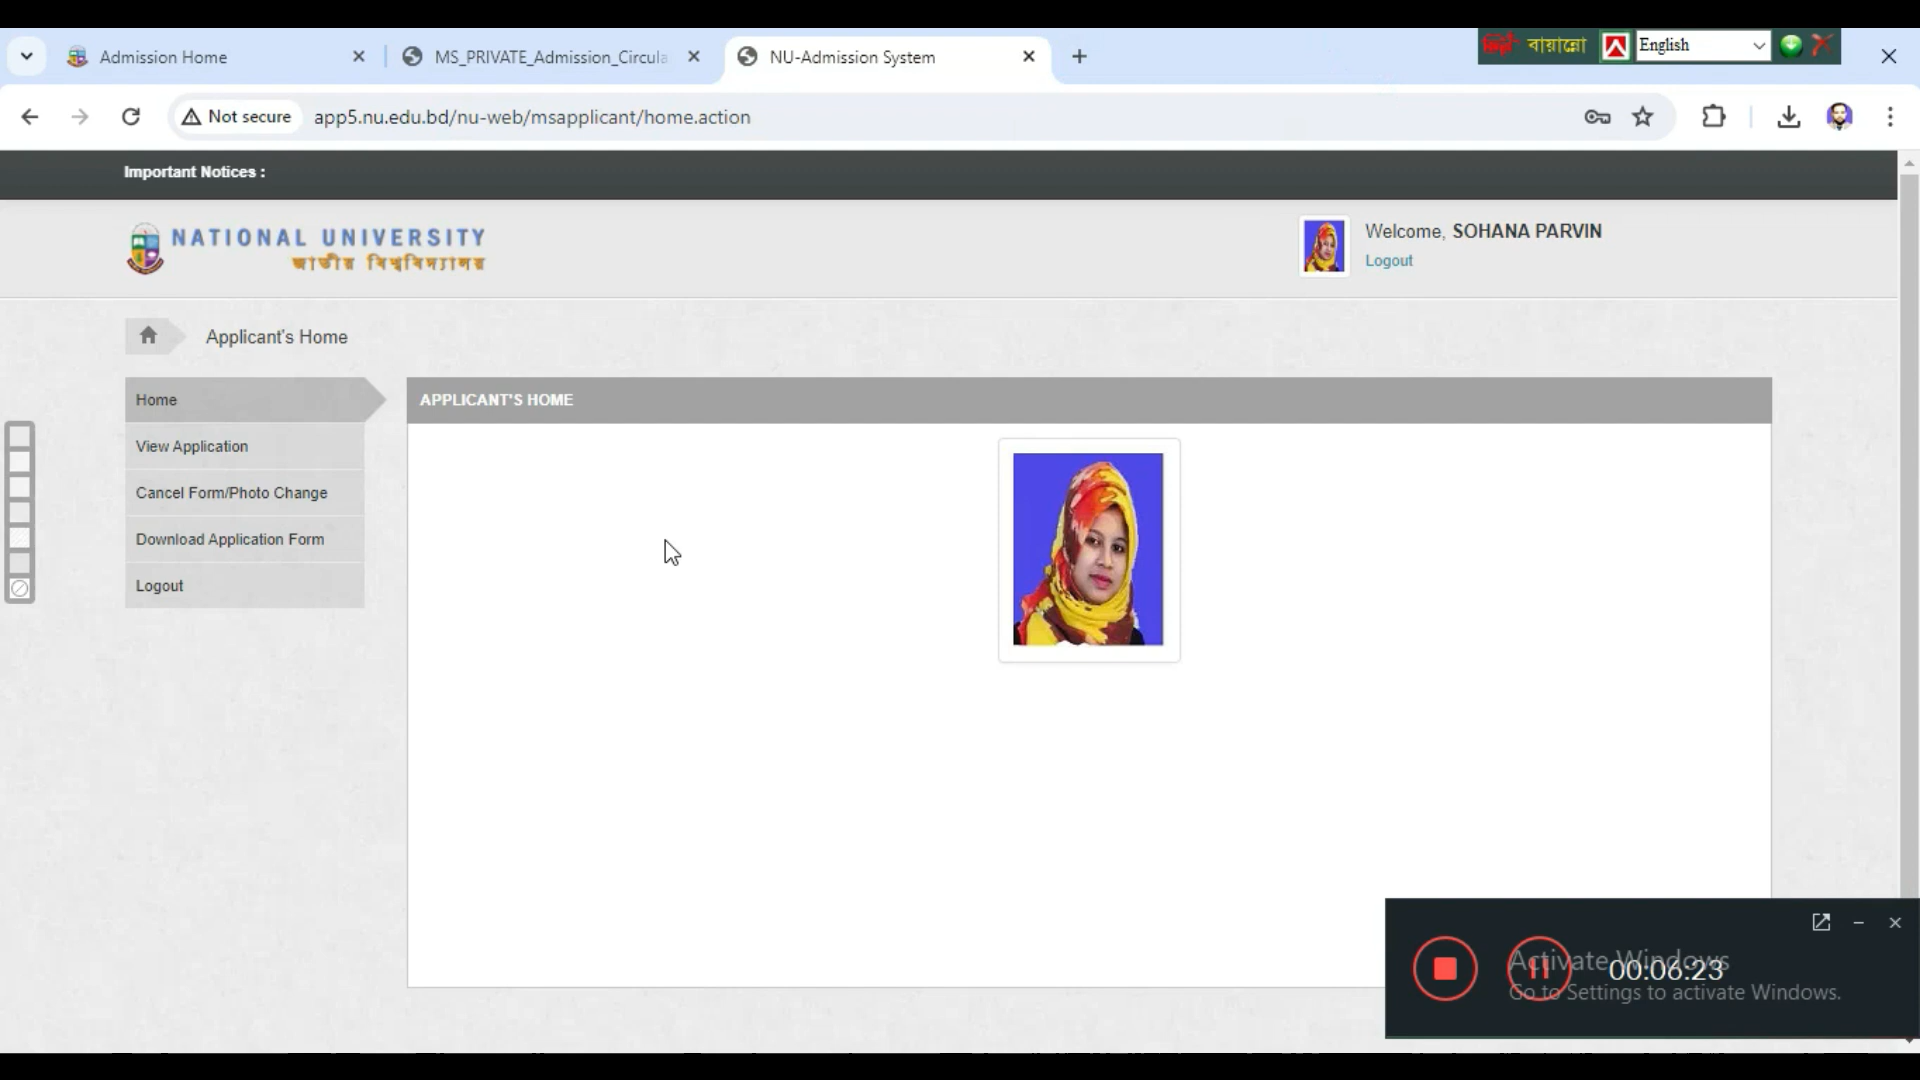 Admission Home
MS_PRIVATE_Admission_Circula
NU-Admission System
বায়ান্নো
English
Not secure
app5.nu.edu.bd/nu-web/msapplicant/home.action
Important Notices :
NATIONAL UNIVERSITY
জাতীয় বিশ্ববিদ্যালয়
Welcome, SOHANA PARVIN
Logout
Applicant's Home
Home
View Application
Cancel Form/Photo Change
Download Application Form
Logout
APPLICANT'S HOME
Activate Windows
00:06:23
Go to Settings to activate Windows.